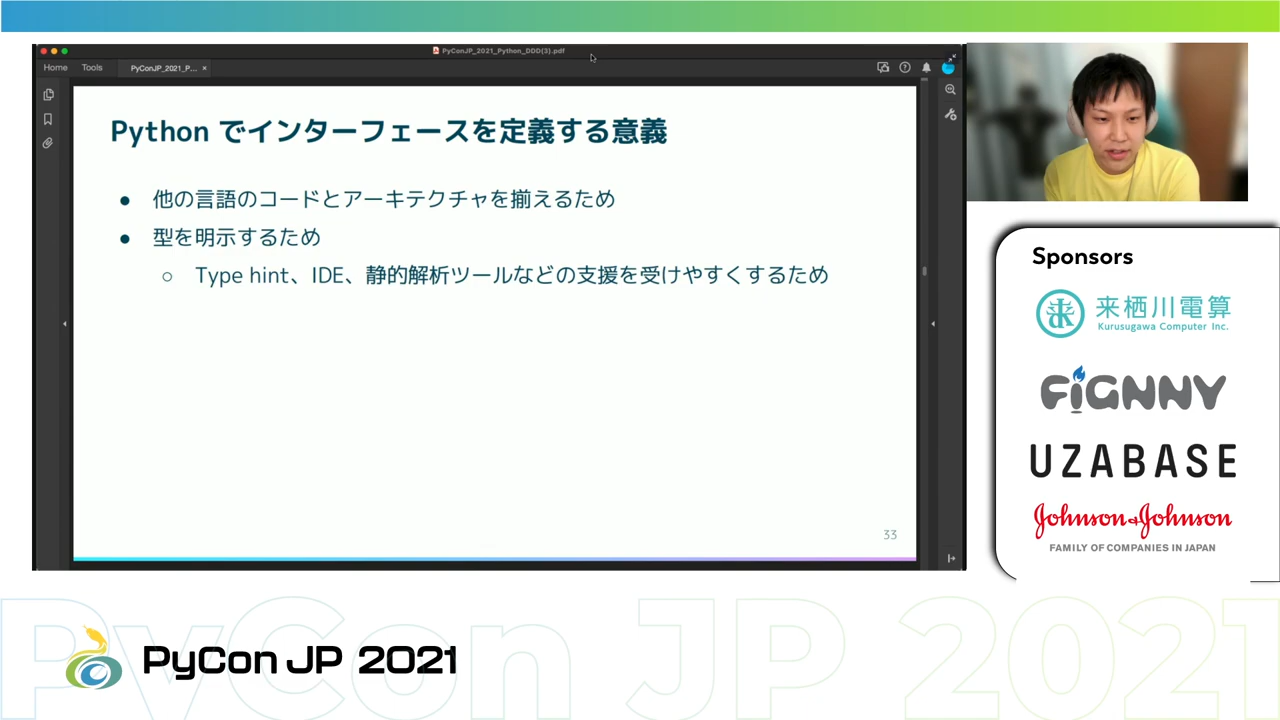 PyConJP_2021_Python_DDD(3).pdf
Home Tools PyConJP_2021_P... ×
Python でインターフェースを定義する意義
● 他の言語のコードとアーキテクチャを揃えるため
● 型を明示するため
○ Type hint、IDE、静的解析ツールなどの支援を受けやすくするため
33
Sponsors
来栖川電算
Kurusugawa Computer Inc.
FiGNNY
UZABASE
Johnson&Johnson
FAMILY OF COMPANIES IN JAPAN
PyCon JP 2021
PyCon JP 2021